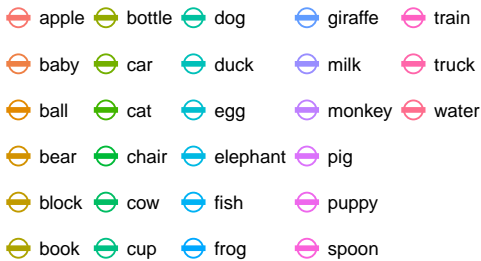 apple bottle dog giraffe train
baby car duck milk truck
ball cat egg monkey water
bear chair elephant pig
block cow fish puppy
book cup frog spoon